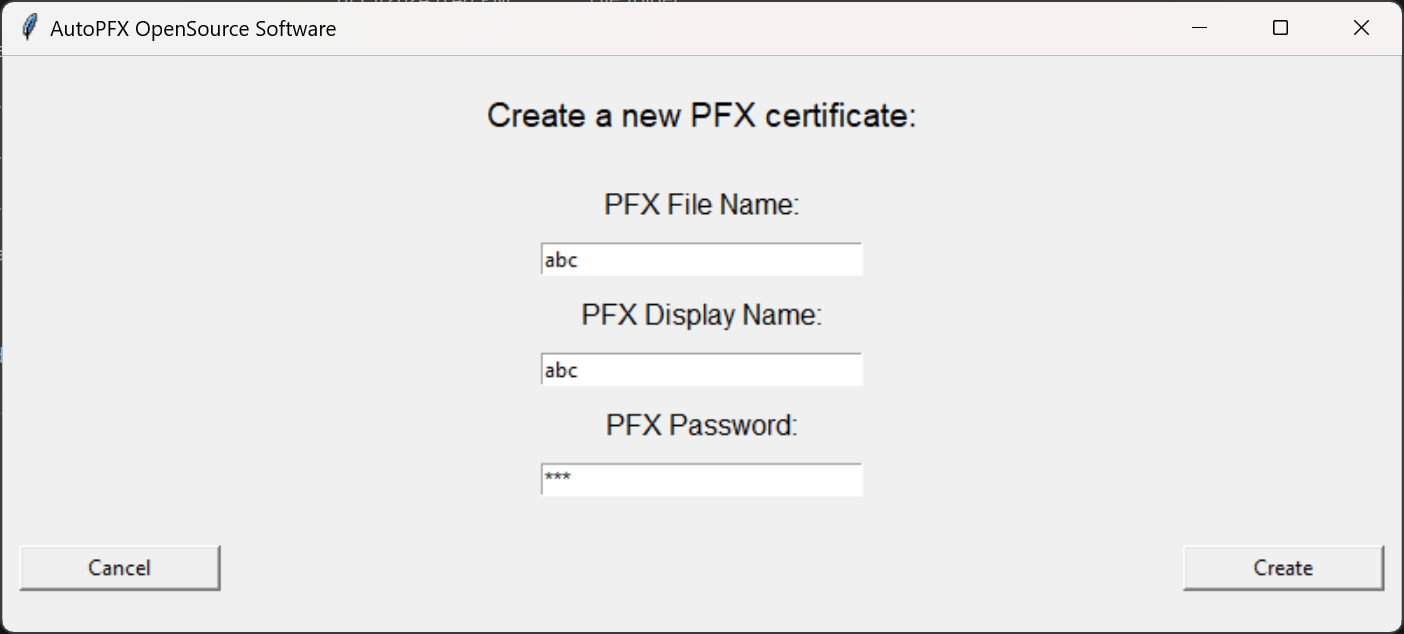 AutoPFX OpenSource Software
Create a new PFX certificate:
PFX File Name:
abc
PFX Display Name:
abc
PFX Password:
***
Cancel
Create